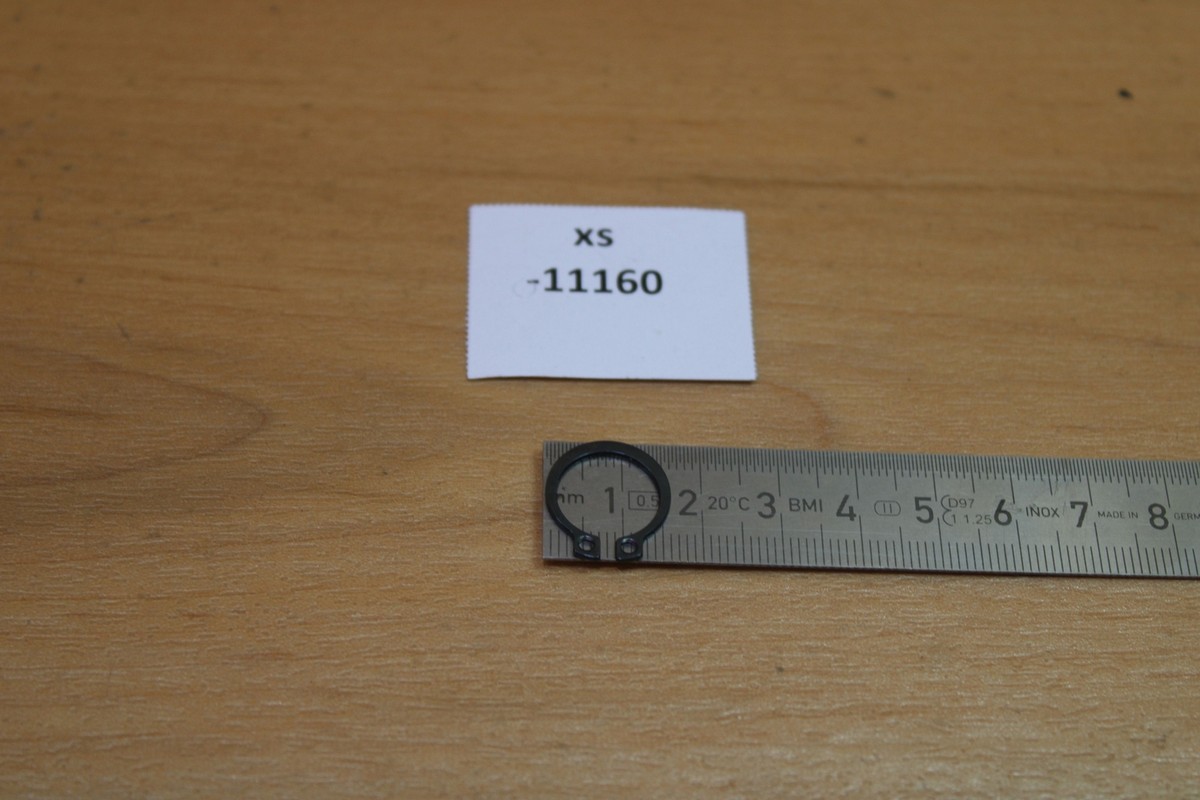 xs
-11160
mm 1 0.5 2 20°C 3 BMI 4 II 5 D97 6 INOX 7 MADE IN 8
1 1.25